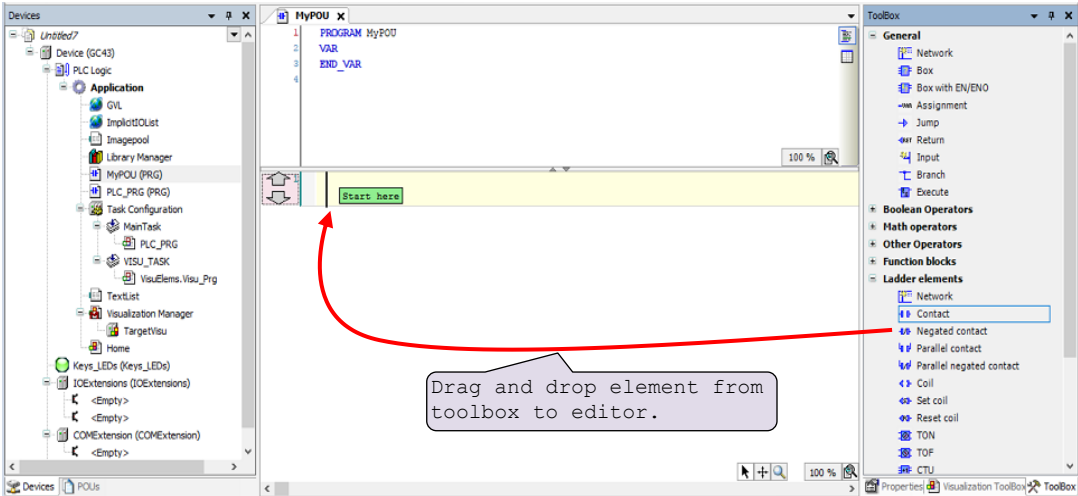 Devices
Untitled7
Device (GC43)
PLC Logic
Application
GVL
ImplicitIOList
Imagepool
Library Manager
MyPOU (PRG)
PLC_PRG (PRG)
Task Configuration
MainTask
PLC_PRG
VISU_TASK
VisuElems.Visu_Prg
TextList
Visualization Manager
TargetVisu
Home
Keys_LEDs (Keys_LEDs)
IOExtensions (IOExtensions)
<Empty>
<Empty>
COMExtension (COMExtension)
<Empty>
Devices
POUs
MyPOU x
1 PROGRAM MyPOU
2 VAR
3 END_VAR
4
100 %
1
Start here
Drag and drop element from
toolbox to editor.
100 %
ToolBox
General
Network
Box
Box with EN/ENO
Assignment
Jump
Return
Input
Branch
Execute
Boolean Operators
Math operators
Other Operators
Function blocks
Ladder elements
Network
Contact
Negated contact
Parallel contact
Parallel negated contact
Coil
Set coil
Reset coil
TON
TOF
CTU
Properties
Visualization ToolBox
ToolBox